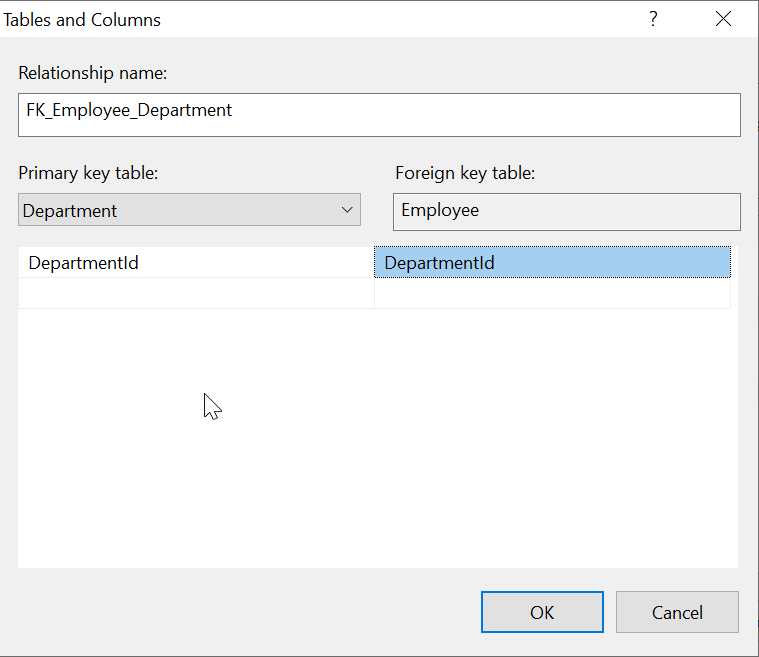 Tables and Columns
?
Relationship name:
FK_Employee_Department
Primary key table:
Foreign key table:
Department
Employee
DepartmentId
DepartmentId
OK
Cancel